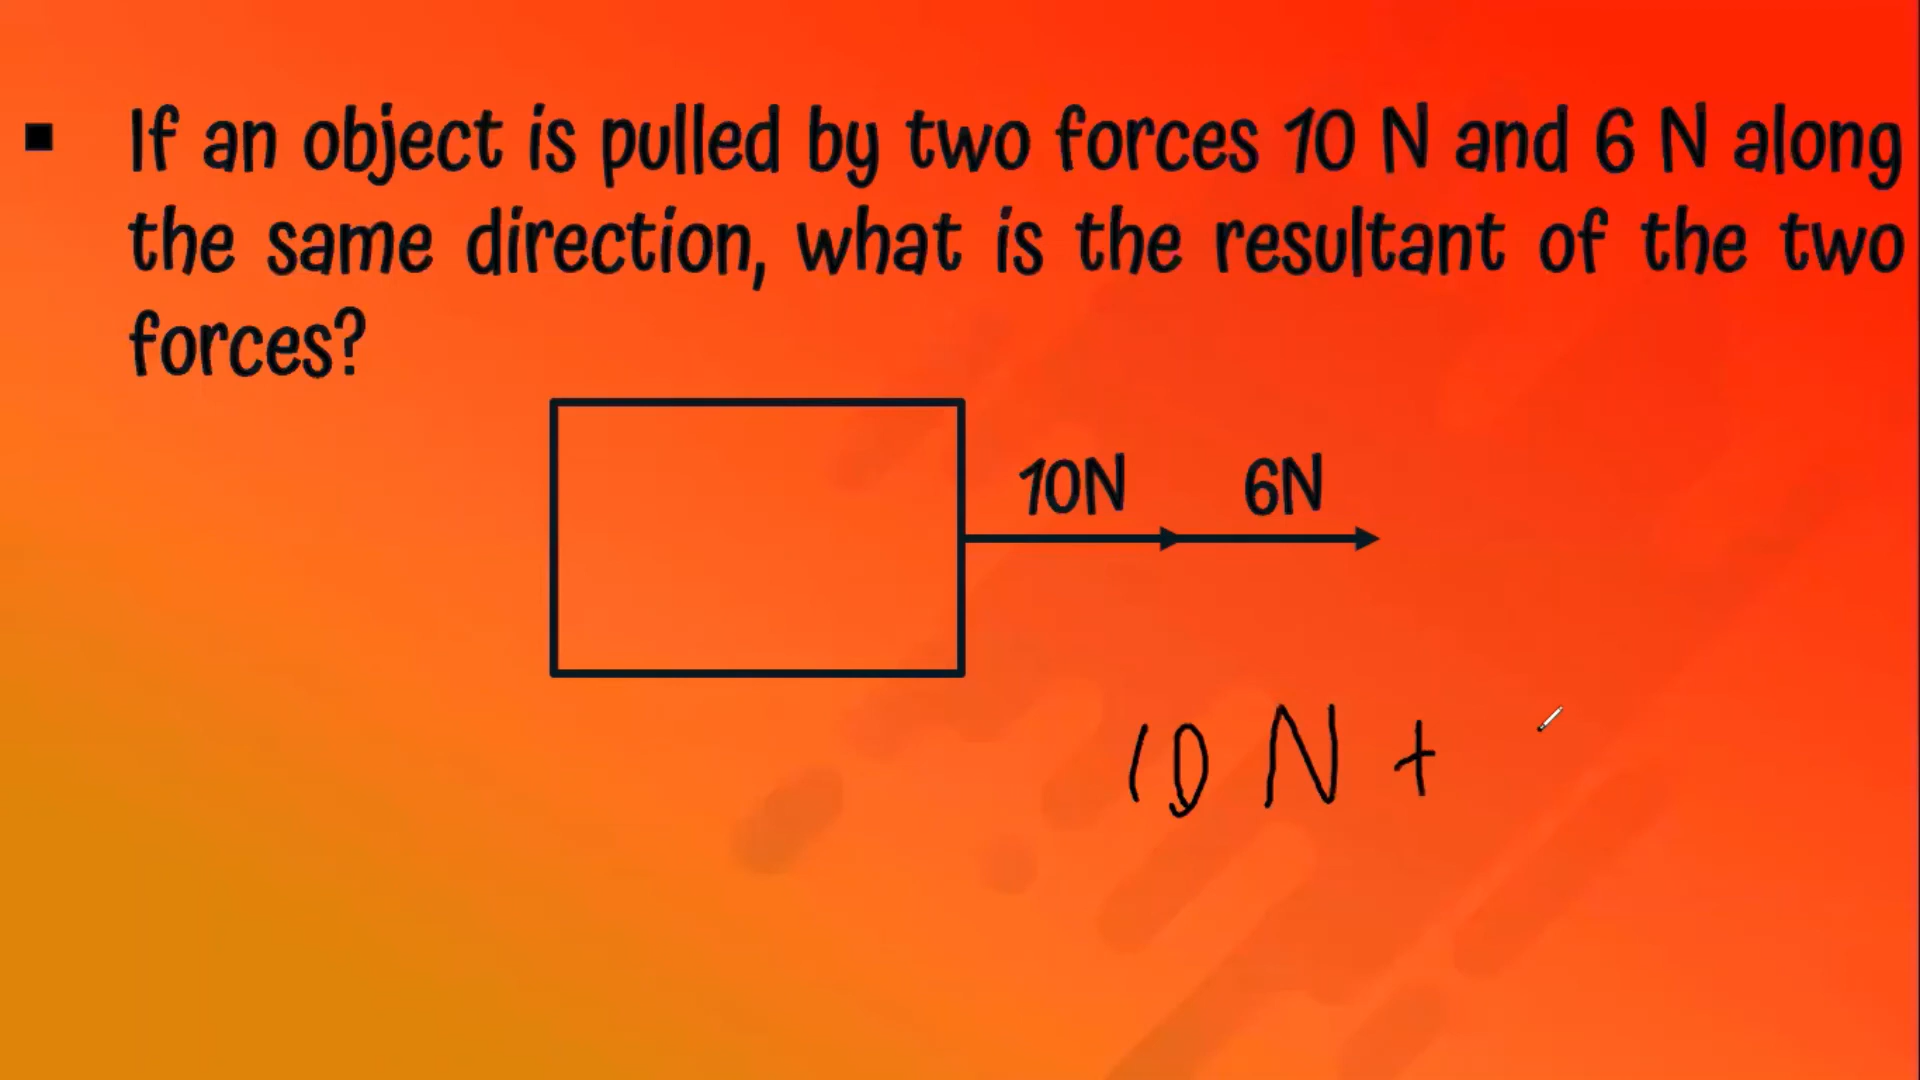 ▪ If an object is pulled by two forces 10 N and 6 N along
the same direction, what is the resultant of the two
forces?
10N 6N
10 N +